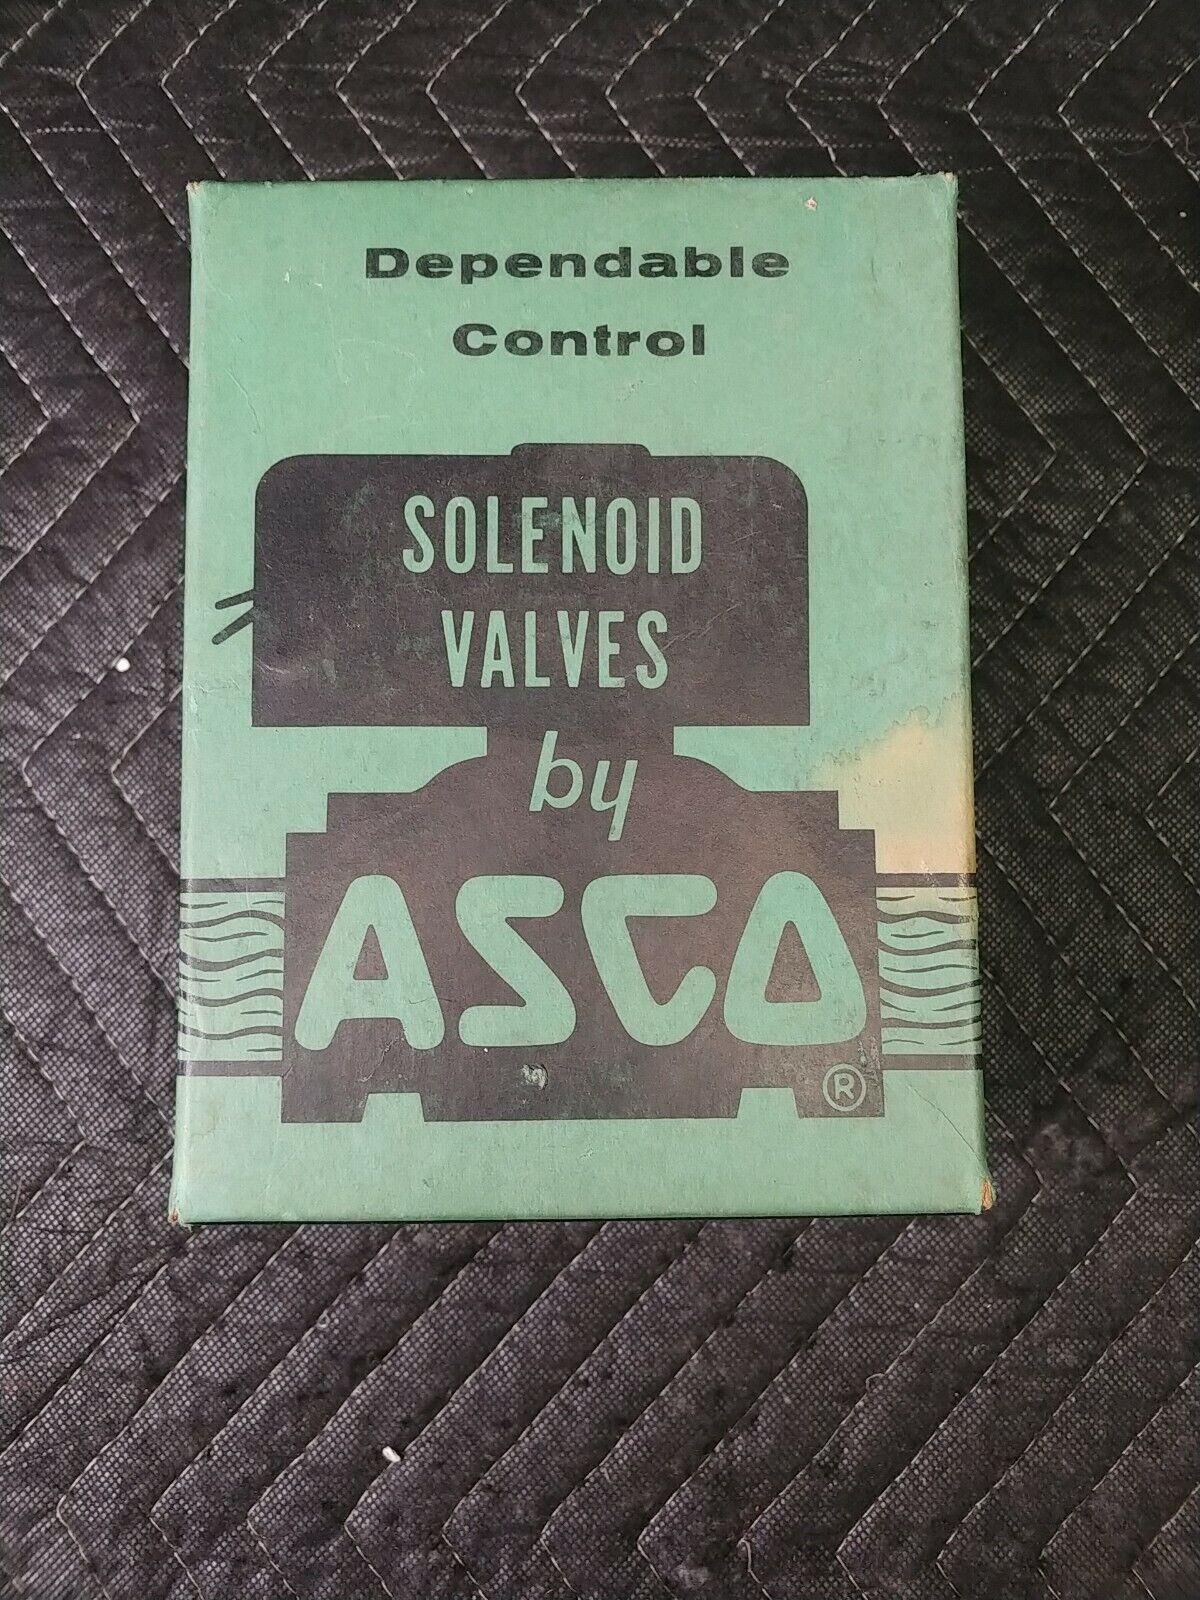 Dependable
Control
SOLENOID
VALVES
by
ASCO
®